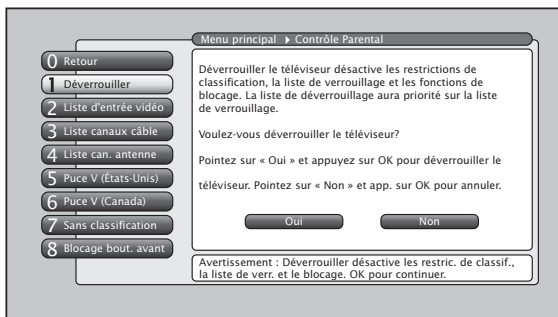 Menu principal ▸ Contrôle Parental
0 Retour
1 Déverrouiller
2 Liste d'entrée vidéo
3 Liste canaux câble
4 Liste can. antenne
5 Puce V (États-Unis)
6 Puce V (Canada)
7 Sans classification
8 Blocage bout. avant
Déverrouiller le téléviseur désactive les restrictions de
classification, la liste de verrouillage et les fonctions de
blocage. La liste de déverrouillage aura priorité sur la liste
de verrouillage.
Voulez-vous déverrouiller le téléviseur?
Pointez sur « Oui » et appuyez sur OK pour déverrouiller le
téléviseur. Pointez sur « Non » et app. sur OK pour annuler.
Oui
Non
Avertissement : Déverrouiller désactive les restric. de classif.,
la liste de verr. et le blocage. OK pour continuer.